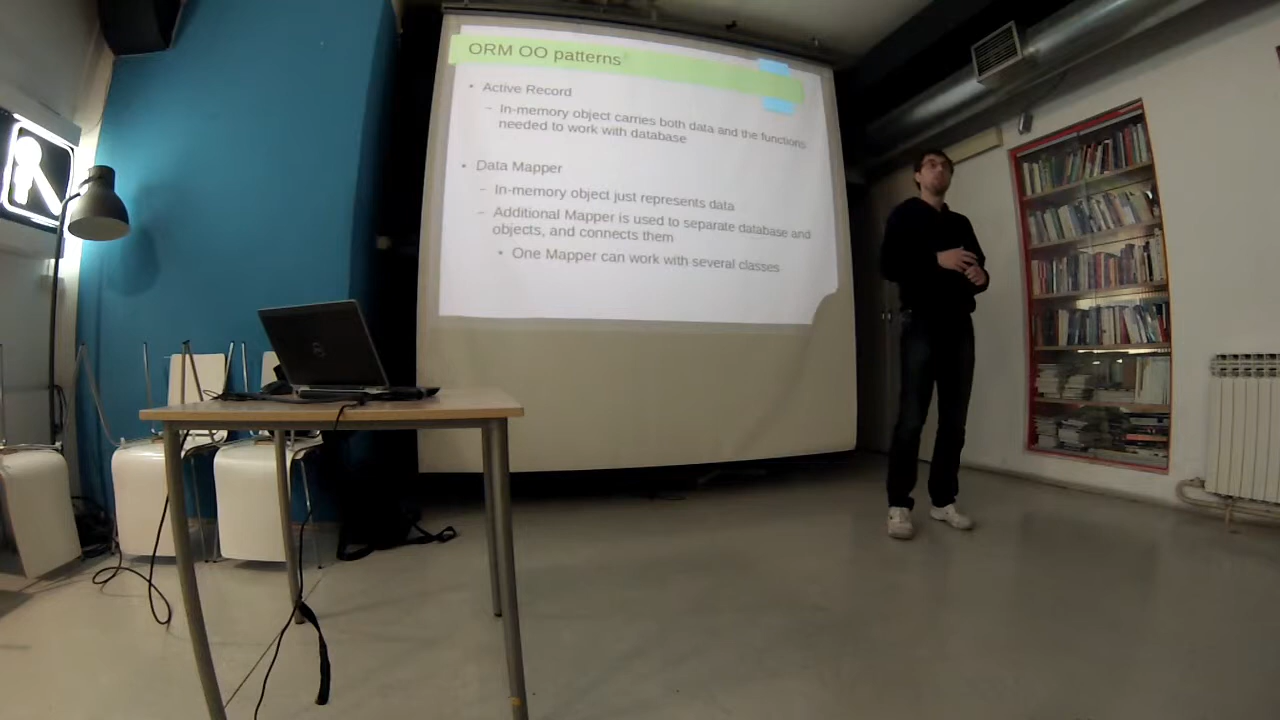 ORM OO patterns
• Active Record
– In-memory object carries both data and the functions
needed to work with database
• Data Mapper
– In-memory object just represents data
– Additional Mapper is used to separate database and
objects, and connects them
• One Mapper can work with several classes